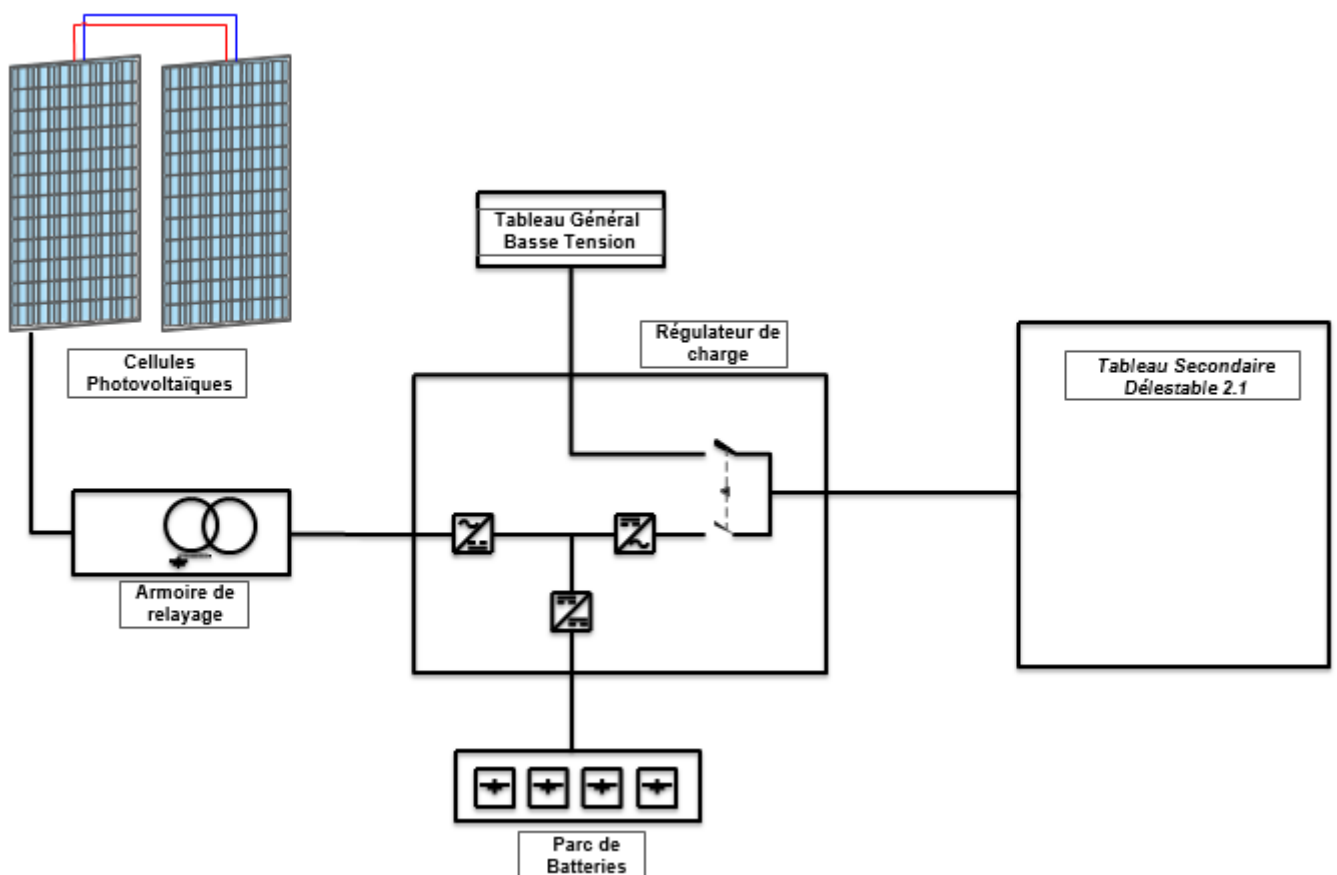 Tableau Général
Basse Tension
Régulateur de
charge
Cellules
Photovoltaïques
Tableau Secondaire
Délestable 2.1
Armoire de
relayage
Parc de
Batteries